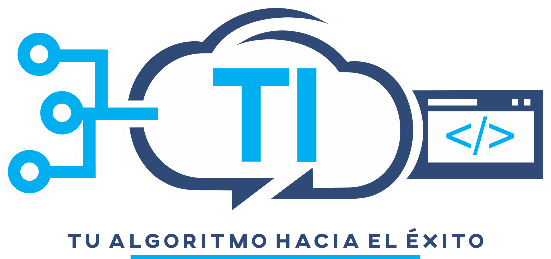 TI
</>
TU ALGORITMO HACIA EL ÉXITO